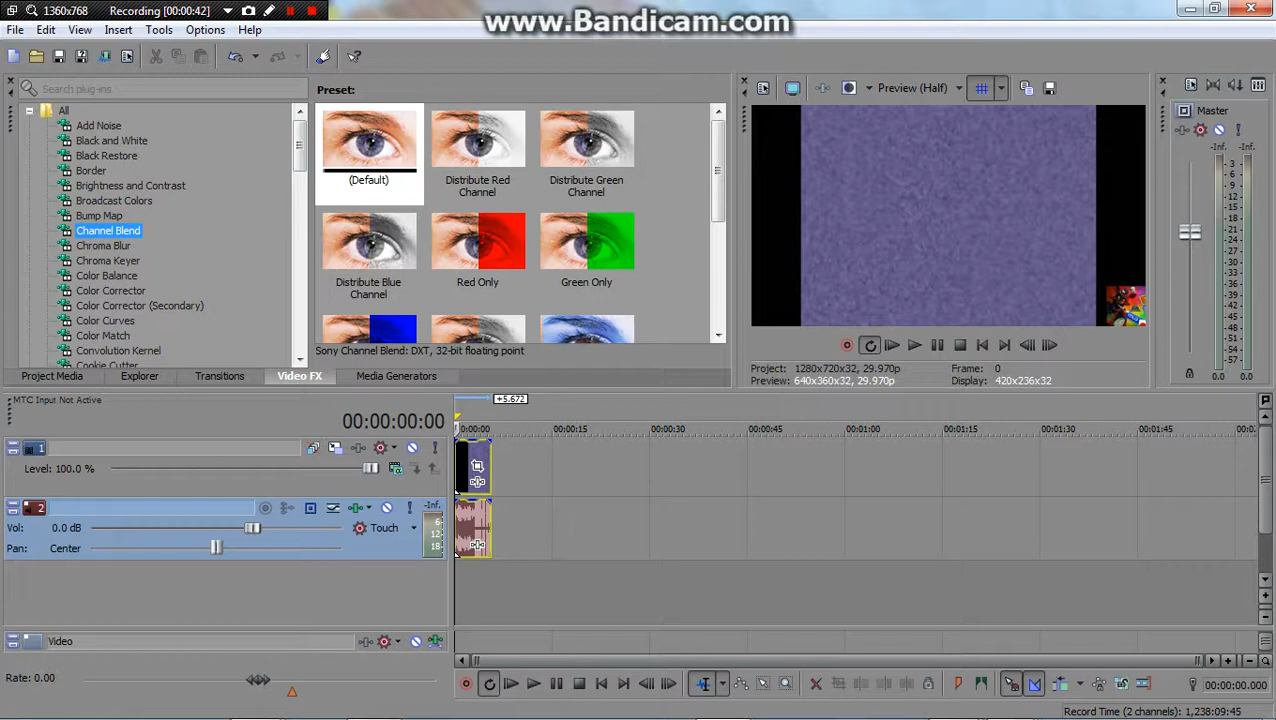 1360x768 Recording [00:00:42]
www.Bandicam.com
File Edit View Insert Tools Options Help
Search plug-ins
All
Add Noise
Black and White
Black Restore
Border
Brightness and Contrast
Broadcast Colors
Bump Map
Channel Blend
Chroma Blur
Chroma Keyer
Color Balance
Color Corrector
Color Corrector (Secondary)
Color Curves
Color Match
Convolution Kernel
Cookie Cutter
Preset:
(Default)
Distribute Red Channel
Distribute Green Channel
Distribute Blue Channel
Red Only
Green Only
Sony Channel Blend: DXT, 32-bit floating point
Project Media Explorer Transitions Video FX Media Generators
Preview (Half)
Project: 1280x720x32, 29.970p
Frame: 0
Preview: 640x360x32, 29.970p
Display: 420x236x32
Master
-Inf. -Inf.
-3
-6
-9
-12
-15
-18
-21
-24
-27
-30
-33
-36
-39
-42
-45
-48
-51
-54
-57
0.0 0.0
MTC Input Not Active
00:00:00:00
+5.672
0:00:00 00:00:15 00:00:30 00:00:45 00:01:00 00:01:15 00:01:30 00:01:45
1
Level: 100.0 %
2
Vol: 0.0 dB Touch
Pan: Center
-Inf.
6
12
18
Video
Rate: 0.00
00:00:00.000
Record Time (2 channels): 1,238:09:45